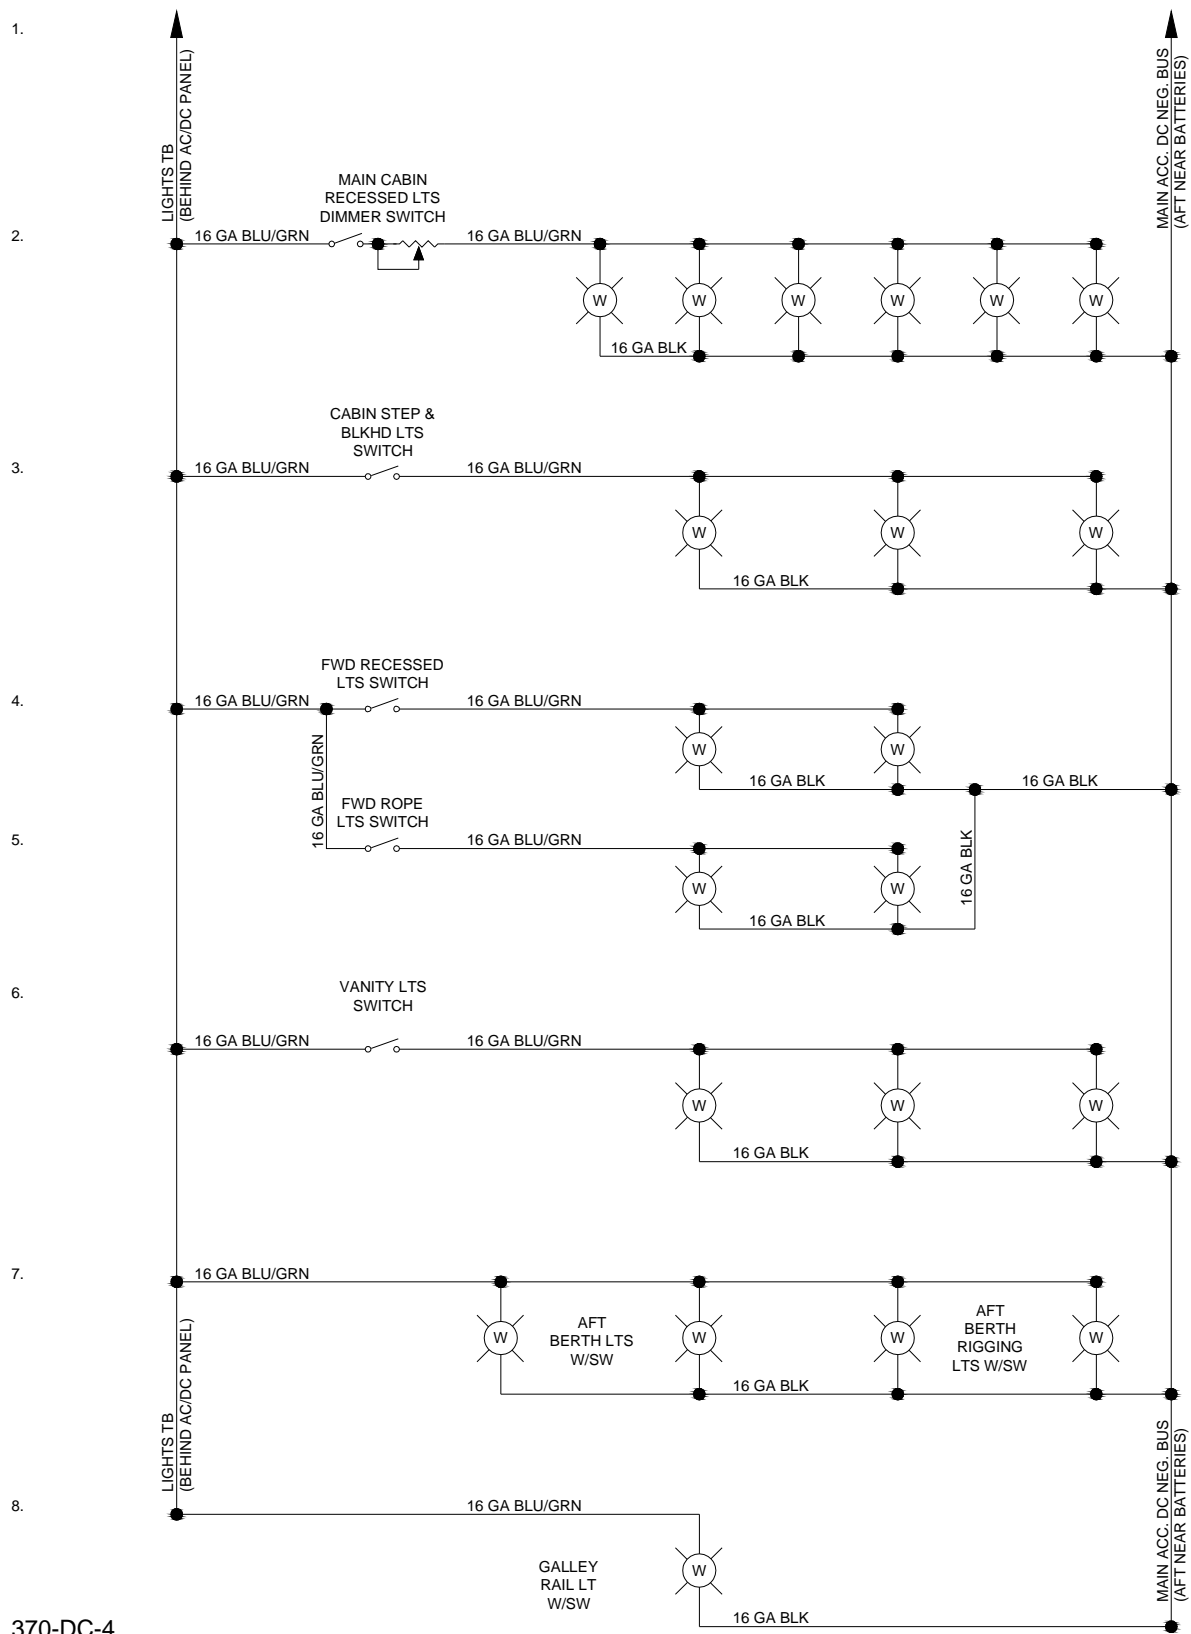 1.
LIGHTS TB
(BEHIND AC/DC PANEL)
MAIN ACC. DC NEG. BUS
(AFT NEAR BATTERIES)
MAIN CABIN
RECESSED LTS
DIMMER SWITCH
2.
16 GA BLU/GRN
16 GA BLU/GRN
W
W
W
W
W
W
16 GA BLK
CABIN STEP &
BLKHD LTS
SWITCH
3.
16 GA BLU/GRN
16 GA BLU/GRN
W
W
W
16 GA BLK
FWD RECESSED
LTS SWITCH
4.
16 GA BLU/GRN
16 GA BLU/GRN
W
W
16 GA BLK
16 GA BLK
16 GA BLU/GRN
FWD ROPE
LTS SWITCH
5.
16 GA BLU/GRN
W
W
16 GA BLK
16 GA BLK
6.
VANITY LTS
SWITCH
16 GA BLU/GRN
16 GA BLU/GRN
W
W
W
16 GA BLK
7.
16 GA BLU/GRN
W
AFT
BERTH LTS
W/SW
W
W
AFT
BERTH
RIGGING
LTS W/SW
W
16 GA BLK
LIGHTS TB
(BEHIND AC/DC PANEL)
MAIN ACC. DC NEG. BUS
(AFT NEAR BATTERIES)
8.
16 GA BLU/GRN
GALLEY
RAIL LT
W/SW
W
16 GA BLK
370-DC-4